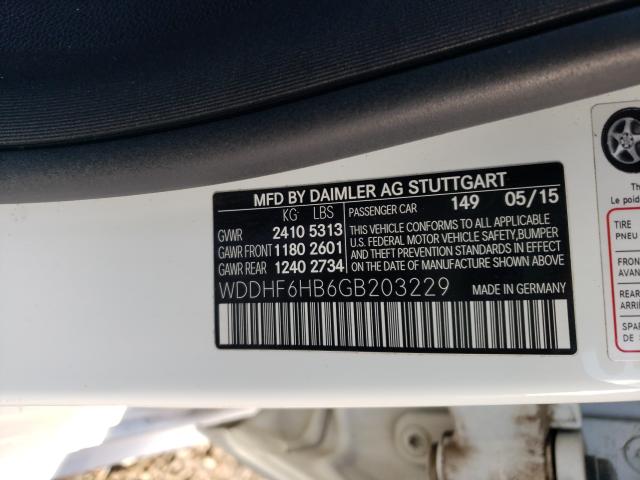 MFD BY DAIMLER AG STUTTGART
KG LBS PASSENGER CAR 149 05/15
GVWR 2410 5313
GAWR FRONT 1180 2601
GAWR REAR 1240 2734
THIS VEHICLE CONFORMS TO ALL APPLICABLE
U.S. FEDERAL MOTOR VEHICLE SAFETY, BUMPER
AND THEFT PREVENTION STANDARDS IN EFFECT
ON THE DATE OF MANUFACTURE SHOWN ABOVE.
WDDHF6HB6GB203229 MADE IN GERMANY
Le poid
TIRE
PNEU
FRON
AVAN
REAR
ARRI
SPAR
DE S